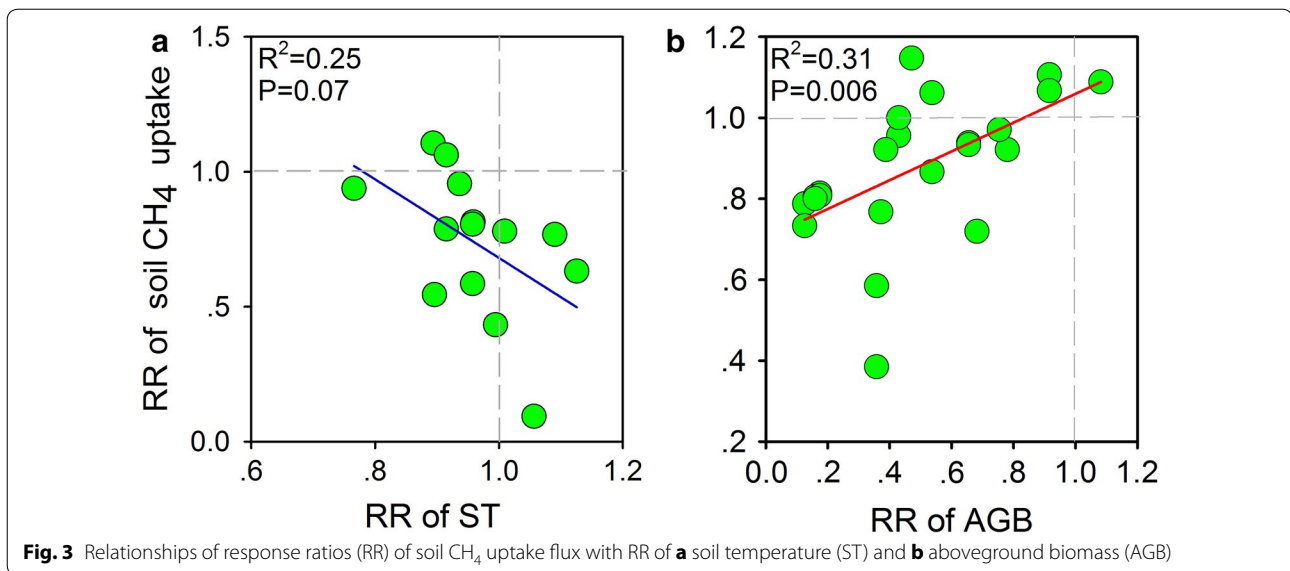 a
R²=0.25
P=0.07
RR of soil CH₄ uptake
1.5
1.0
.5
0.0
.6 .8 1.0 1.2
RR of ST
b
R²=0.31
P=0.006
1.2
1.0
.8
.6
.4
.2
0.0 .2 .4 .6 .8 1.0 1.2
RR of AGB
Fig. 3 Relationships of response ratios (RR) of soil CH₄ uptake flux with RR of a soil temperature (ST) and b aboveground biomass (AGB)